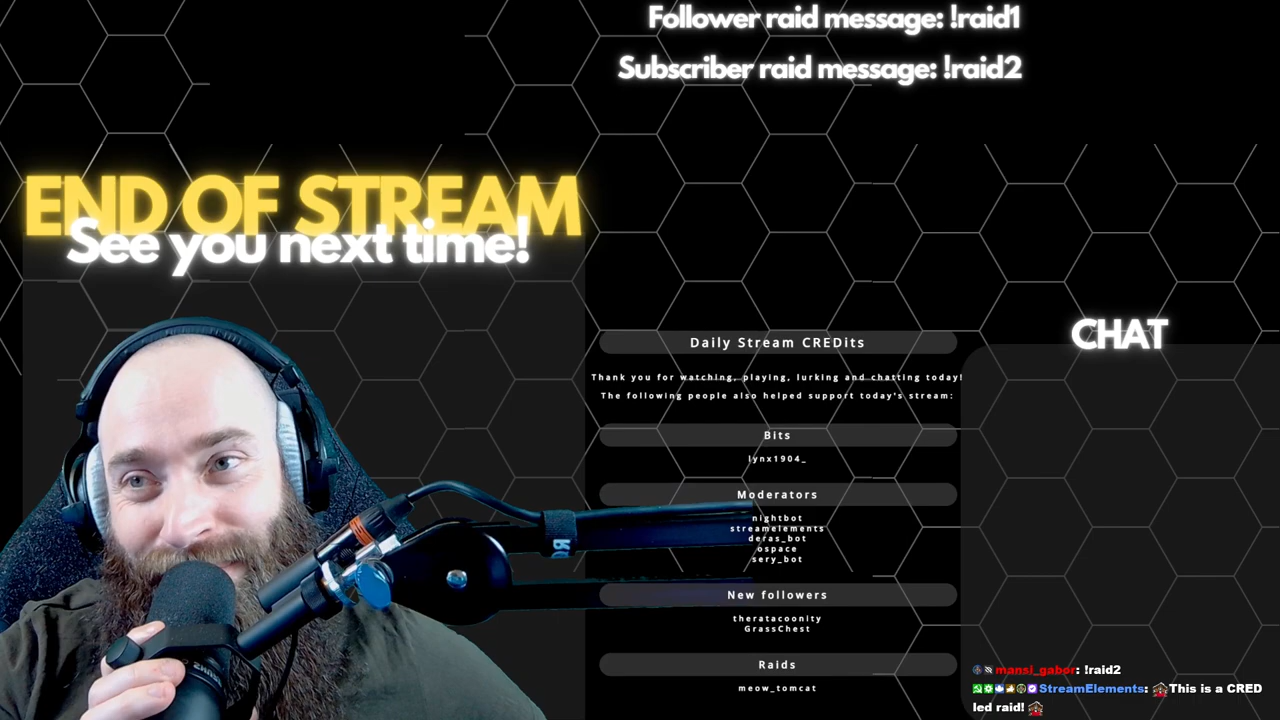 Follower raid message: !raid1
Subscriber raid message: !raid2
END OF STREAM
See you next time!
Daily Stream CREDits
Thank you for watching, playing, lurking and chatting today!
The following people also helped support today's stream:
Bits
lynx1904_
Moderators
nightbot
streamelements
deras_bot
ospace
sery_bot
New followers
theratacoonity
GrassChest
Raids
meow_tomcat
CHAT
mansi_gabor: !raid2
StreamElements: This is a CRED
led raid!